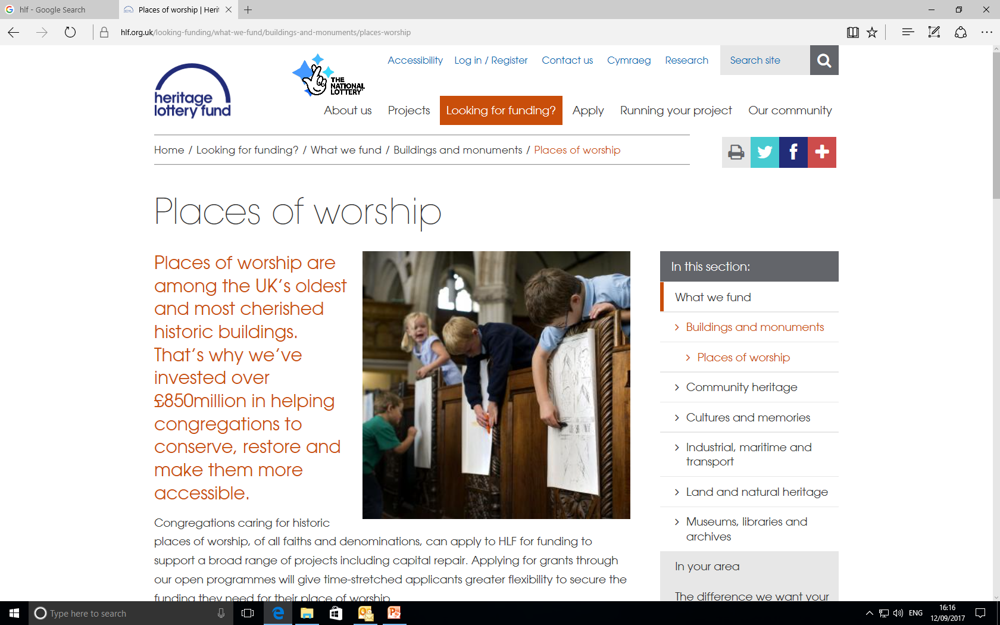 hlf - Google Search
Places of worship | Herit
hlf.org.uk/looking-funding/what-we-fund/buildings-and-monuments/places-worship
heritage
lottery fund
THE
NATIONAL
LOTTERY
Accessibility Log in / Register Contact us Cymraeg Research
Search site
About us Projects Looking for funding? Apply Running your project Our community
Home / Looking for funding? / What we fund / Buildings and monuments / Places of worship
Places of worship
Places of worship are
among the UK's oldest
and most cherished
historic buildings.
That's why we've
invested over
£850million in helping
congregations to
conserve, restore and
make them more
accessible.
Congregations caring for historic
places of worship, of all faiths and denominations, can apply to HLF for funding to
support a broad range of projects including capital repair. Applying for grants through
our open programmes will give time-stretched applicants greater flexibility to secure the
funding they need for their place of worship.
In this section:
What we fund
Buildings and monuments
Places of worship
Community heritage
Cultures and memories
Industrial, maritime and
transport
Land and natural heritage
Museums, libraries and
archives
In your area
The difference we want your
Type here to search
ENG
16:16
12/09/2017